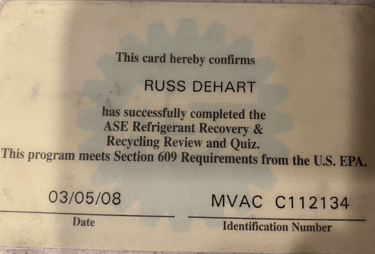 This card hereby confirms
RUSS DEHART
has successfully completed the
ASE Refrigerant Recovery &
Recycling Review and Quiz.
This program meets Section 609 Requirements from the U.S. EPA.
03/05/08 MVAC C112134
Date Identification Number